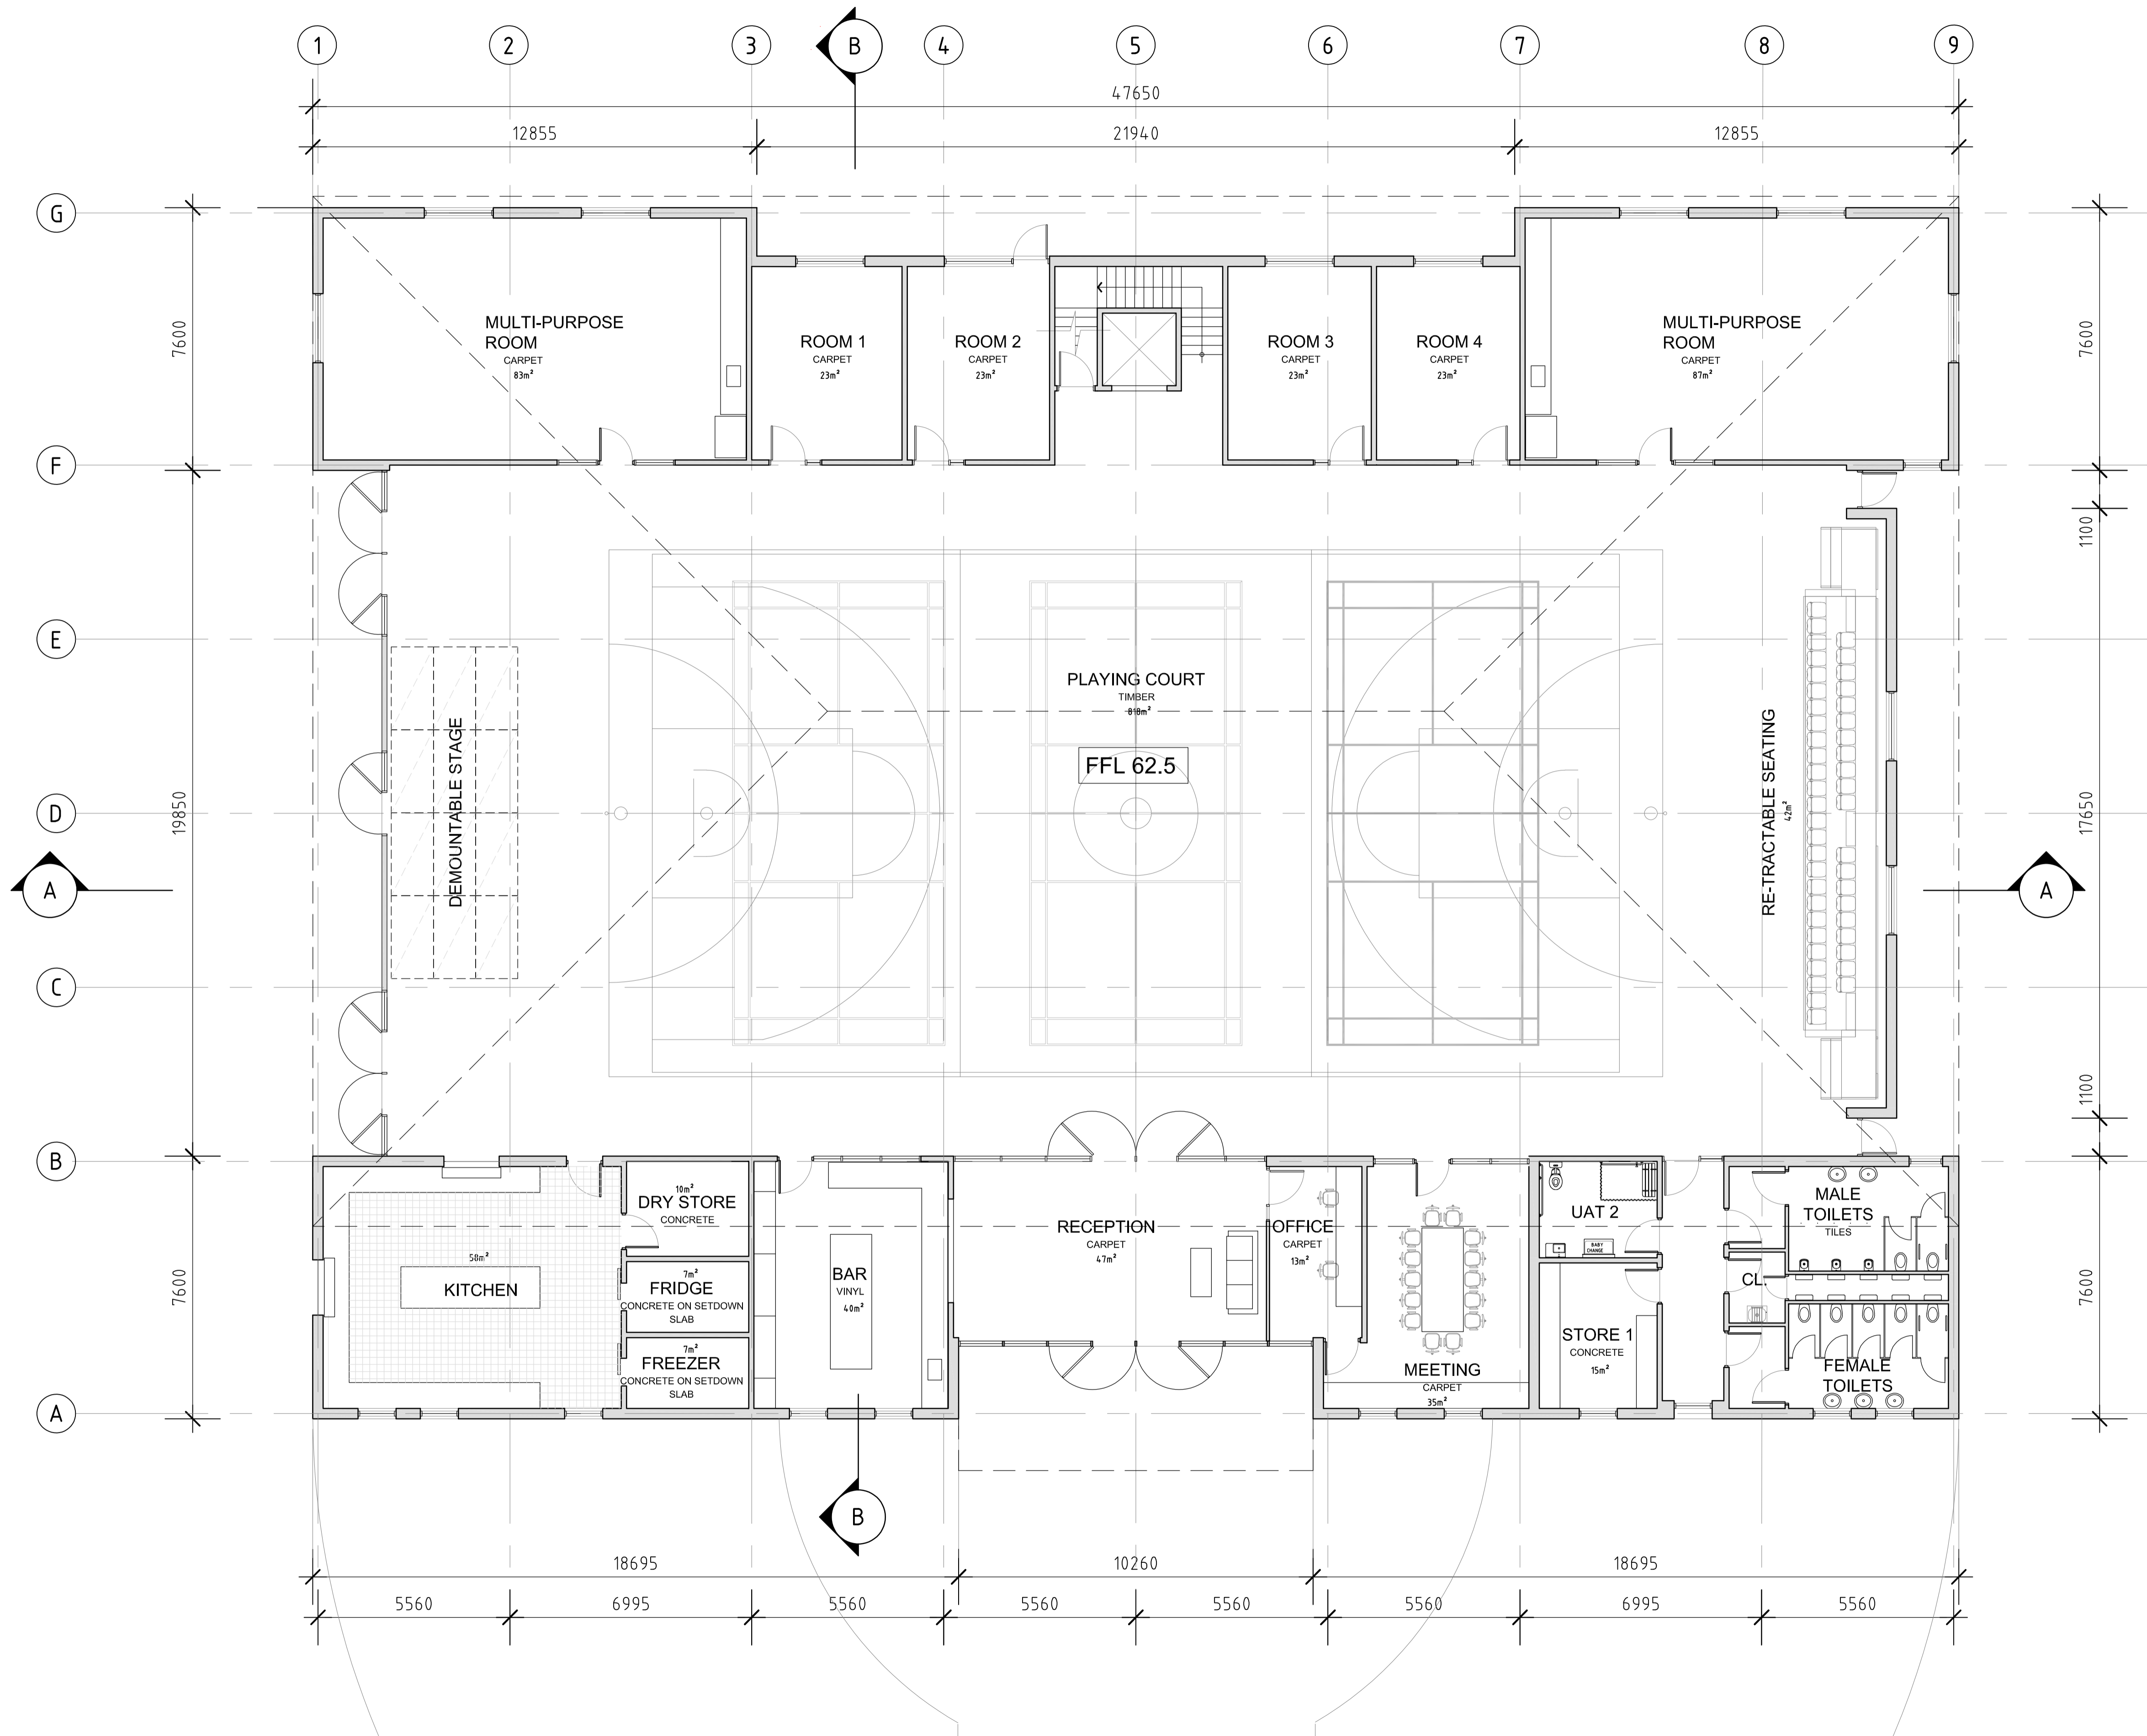 1
2
3
B
4
5
6
7
8
9
47650
12855
21940
12855
G
7600
MULTI-PURPOSE
ROOM
CARPET
83m²
ROOM 1
CARPET
23m²
ROOM 2
CARPET
23m²
ROOM 3
CARPET
23m²
ROOM 4
CARPET
23m²
MULTI-PURPOSE
ROOM
CARPET
87m²
7600
F
1100
E
PLAYING COURT
TIMBER
818m²
FFL 62.5
DEMOUNTABLE STAGE
RE-TRACTABLE SEATING
42m²
D
19850
17650
A
A
C
1100
B
7600
58m²
KITCHEN
10m²
DRY STORE
CONCRETE
7m²
FRIDGE
CONCRETE ON SETDOWN
SLAB
7m²
FREEZER
CONCRETE ON SETDOWN
SLAB
BAR
VINYL
40m²
RECEPTION
CARPET
47m²
OFFICE
CARPET
13m²
MEETING
CARPET
35m²
UAT 2
BABY
CHANGE
STORE 1
CONCRETE
15m²
CL.
MALE
TOILETS
TILES
FEMALE
TOILETS
7600
A
B
18695
10260
18695
5560
6995
5560
5560
5560
5560
6995
5560